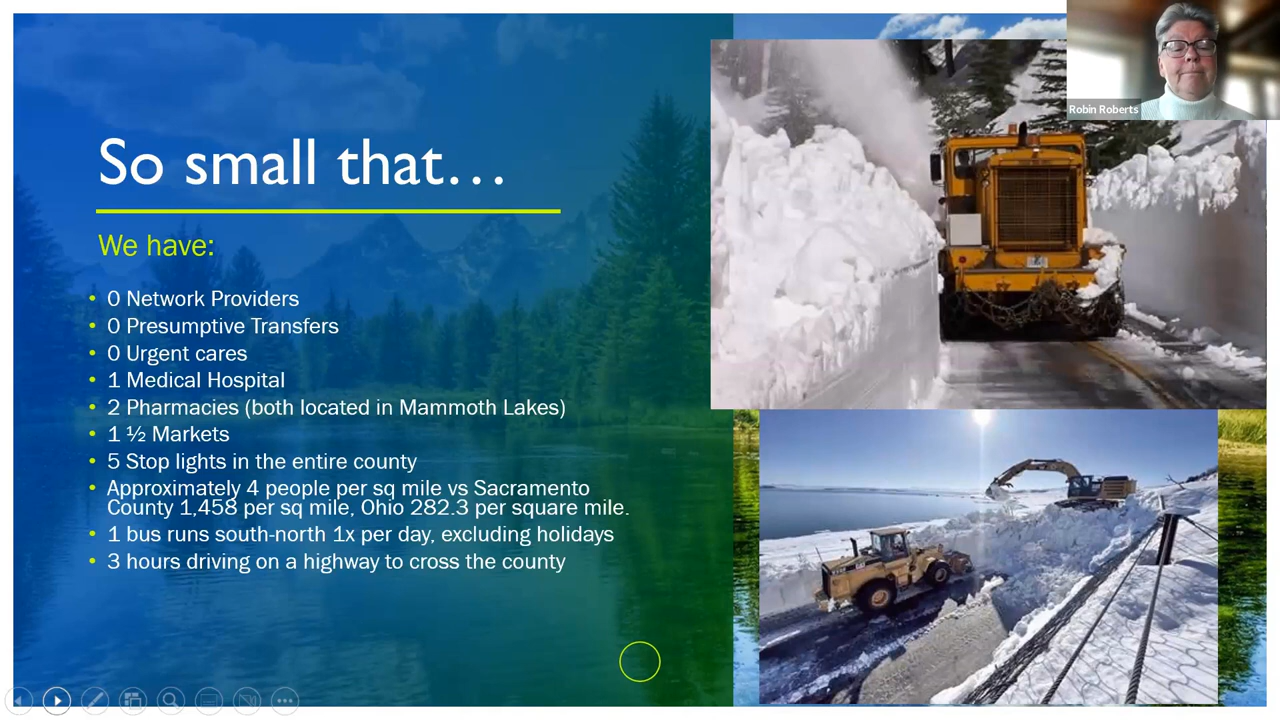 So small that…
We have:
• 0 Network Providers
• 0 Presumptive Transfers
• 0 Urgent cares
• 1 Medical Hospital
• 2 Pharmacies (both located in Mammoth Lakes)
• 1 ½ Markets
• 5 Stop lights in the entire county
• Approximately 4 people per sq mile vs Sacramento
County 1,458 per sq mile, Ohio 282.3 per square mile.
• 1 bus runs south-north 1x per day, excluding holidays
• 3 hours driving on a highway to cross the county
Robin Roberts